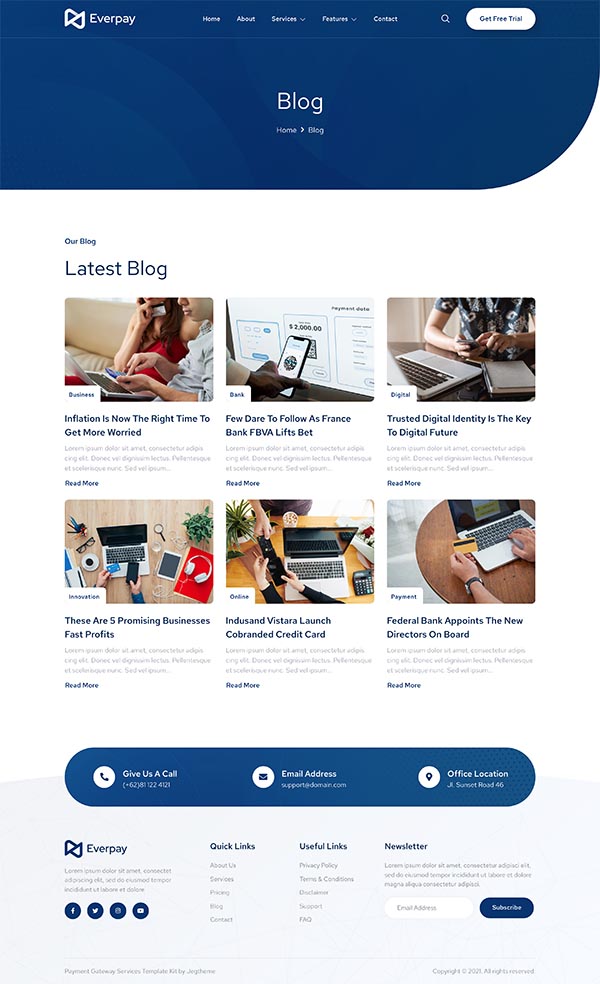 Everpay
Home About Services Features Contact
Get Free Trial
Blog
Home Blog
Our Blog
Latest Blog
Business
Inflation Is Now The Right Time To
Get More Worried
Lorem ipsum dolor sit amet, consectetur adipis
cing elit. Donec vel dignissim lectus. Pellentesque
et scelerisque nunc. Sed vel ipsum...
Read More
Payment data
$ 2,000.00
Bank
Few Dare To Follow As France
Bank FBVA Lifts Bet
Lorem ipsum dolor sit amet, consectetur adipis
cing elit. Donec vel dignissim lectus. Pellentesque
et scelerisque nunc. Sed vel ipsum...
Read More
Digital
Trusted Digital Identity Is The Key
To Digital Future
Lorem ipsum dolor sit amet, consectetur adipis
cing elit. Donec vel dignissim lectus. Pellentesque
et scelerisque nunc. Sed vel ipsum...
Read More
Innovation
These Are 5 Promising Businesses
Fast Profits
Lorem ipsum dolor sit amet, consectetur adipis
cing elit. Donec vel dignissim lectus. Pellentesque
et scelerisque nunc. Sed vel ipsum...
Read More
Online
Indusand Vistara Launch
Cobranded Credit Card
Lorem ipsum dolor sit amet, consectetur adipis
cing elit. Donec vel dignissim lectus. Pellentesque
et scelerisque nunc. Sed vel ipsum...
Read More
Payment
Federal Bank Appoints The New
Directors On Board
Lorem ipsum dolor sit amet, consectetur adipis
cing elit. Donec vel dignissim lectus. Pellentesque
et scelerisque nunc. Sed vel ipsum...
Read More
Give Us A Call
(+62)81 122 4121
Email Address
support@domain.com
Office Location
Jl. Sunset Road 46
Everpay
Lorem ipsum dolor sit amet, consectet
adipiscing elit, sed do eiusmod tempor
incididunt ut labore et dolore
Quick Links
About Us
Services
Pricing
Blog
Contact
Useful Links
Privacy Policy
Terms & Conditions
Disclaimer
Support
FAQ
Newsletter
Lorem ipsum dolor sit amet, consectetur adipisci elit,
sed do eiusmod tempor incididunt ut labore et dolore
magna aliqua consectetur adipisci.
Email Address
Subscribe
Payment Gateway Services Template Kit by Jegtheme
Copyright © 2021. All rights reserved.